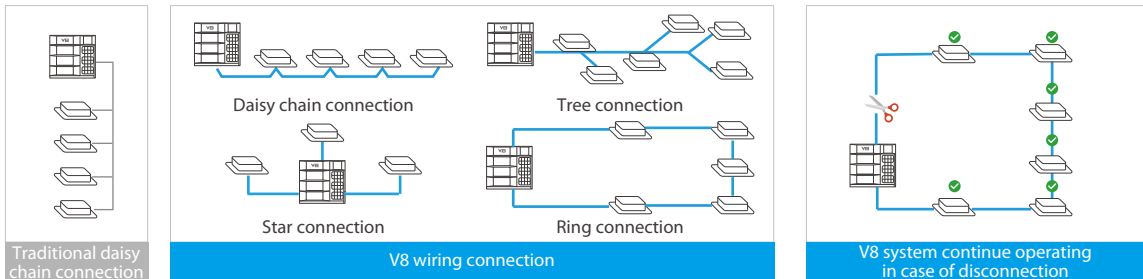 V8
Traditional daisy
chain connection
V8
V8
Daisy chain connection
Tree connection
V8
V8
Star connection
Ring connection
V8 wiring connection
V8
V8 system continue operating
in case of disconnection